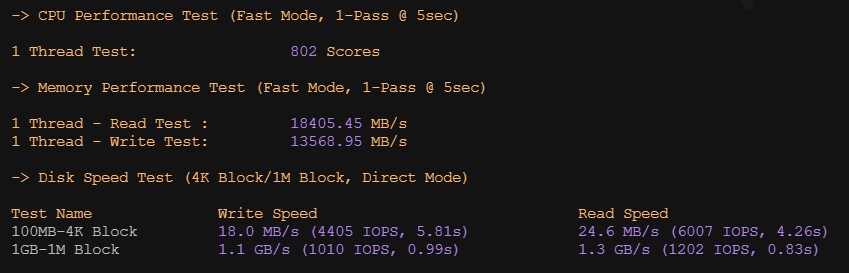 -> CPU Performance Test (Fast Mode, 1-Pass @ 5sec)
1 Thread Test: 802 Scores
-> Memory Performance Test (Fast Mode, 1-Pass @ 5sec)
1 Thread - Read Test : 18405.45 MB/s
1 Thread - Write Test: 13568.95 MB/s
-> Disk Speed Test (4K Block/1M Block, Direct Mode)
Test Name Write Speed Read Speed
100MB-4K Block 18.0 MB/s (4405 IOPS, 5.81s) 24.6 MB/s (6007 IOPS, 4.26s)
1GB-1M Block 1.1 GB/s (1010 IOPS, 0.99s) 1.3 GB/s (1202 IOPS, 0.83s)